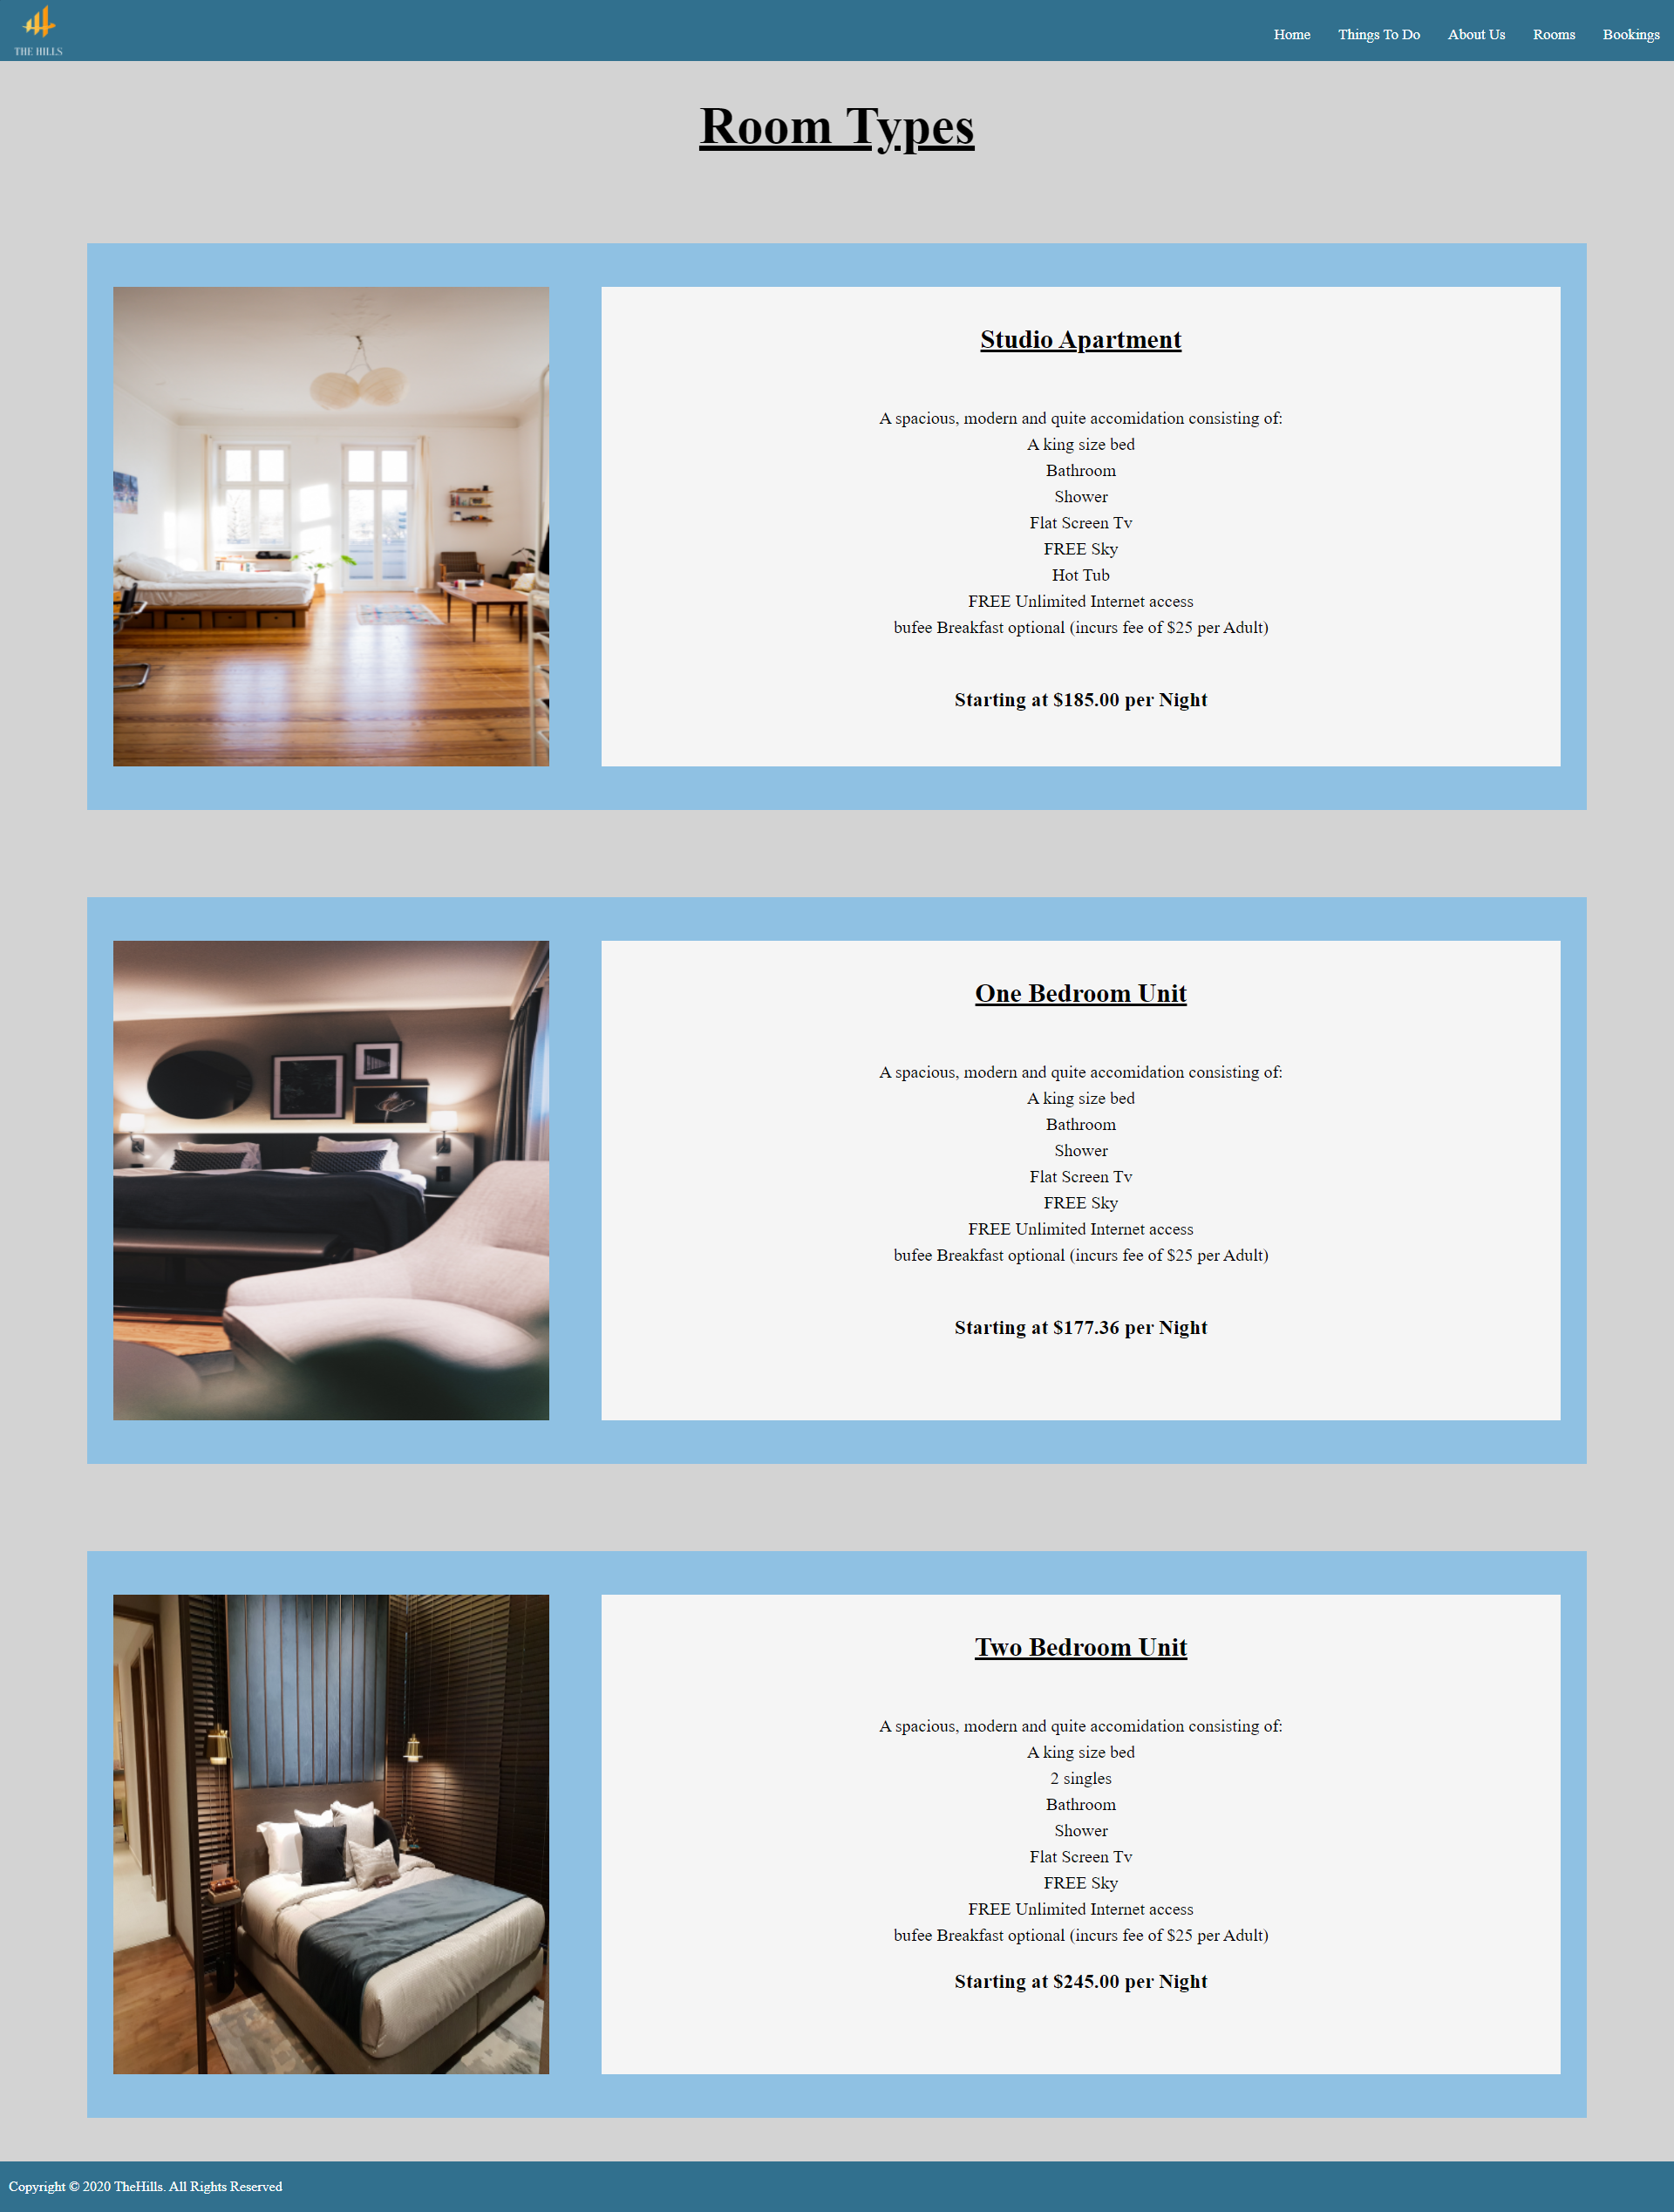 THE HILLS
Home Things To Do About Us Rooms Bookings
Room Types
Studio Apartment
A spacious, modern and quite accomidation consisting of:
A king size bed
Bathroom
Shower
Flat Screen Tv
FREE Sky
Hot Tub
FREE Unlimited Internet access
bufee Breakfast optional (incurs fee of $25 per Adult)
Starting at $185.00 per Night
One Bedroom Unit
A spacious, modern and quite accomidation consisting of:
A king size bed
Bathroom
Shower
Flat Screen Tv
FREE Sky
FREE Unlimited Internet access
bufee Breakfast optional (incurs fee of $25 per Adult)
Starting at $177.36 per Night
Two Bedroom Unit
A spacious, modern and quite accomidation consisting of:
A king size bed
2 singles
Bathroom
Shower
Flat Screen Tv
FREE Sky
FREE Unlimited Internet access
bufee Breakfast optional (incurs fee of $25 per Adult)
Starting at $245.00 per Night
Copyright © 2020 TheHills. All Rights Reserved